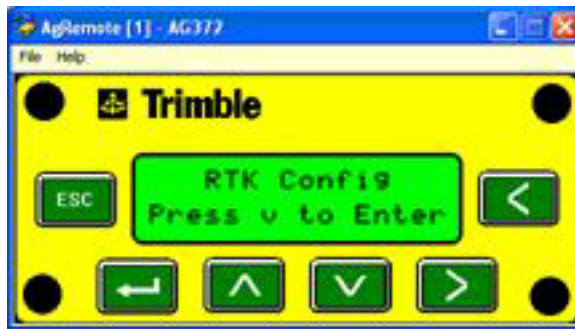 AgRemote [1] - AG372
File Help
Trimble
RTK Config
Press v to Enter
ESC